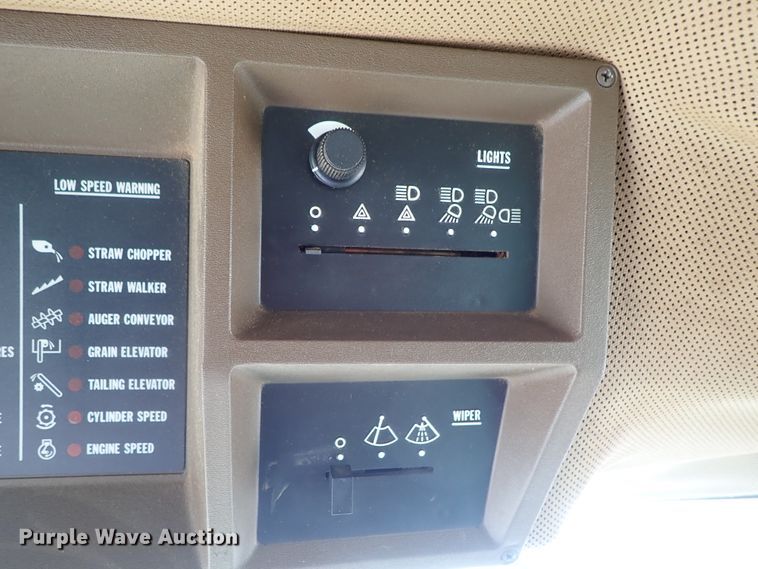 LOW SPEED WARNING
STRAW CHOPPER
STRAW WALKER
AUGER CONVEYOR
RES
GRAIN ELEVATOR
TAILING ELEVATOR
E
CYLINDER SPEED
E
ENGINE SPEED
LIGHTS
WIPER
Purple Wave Auction